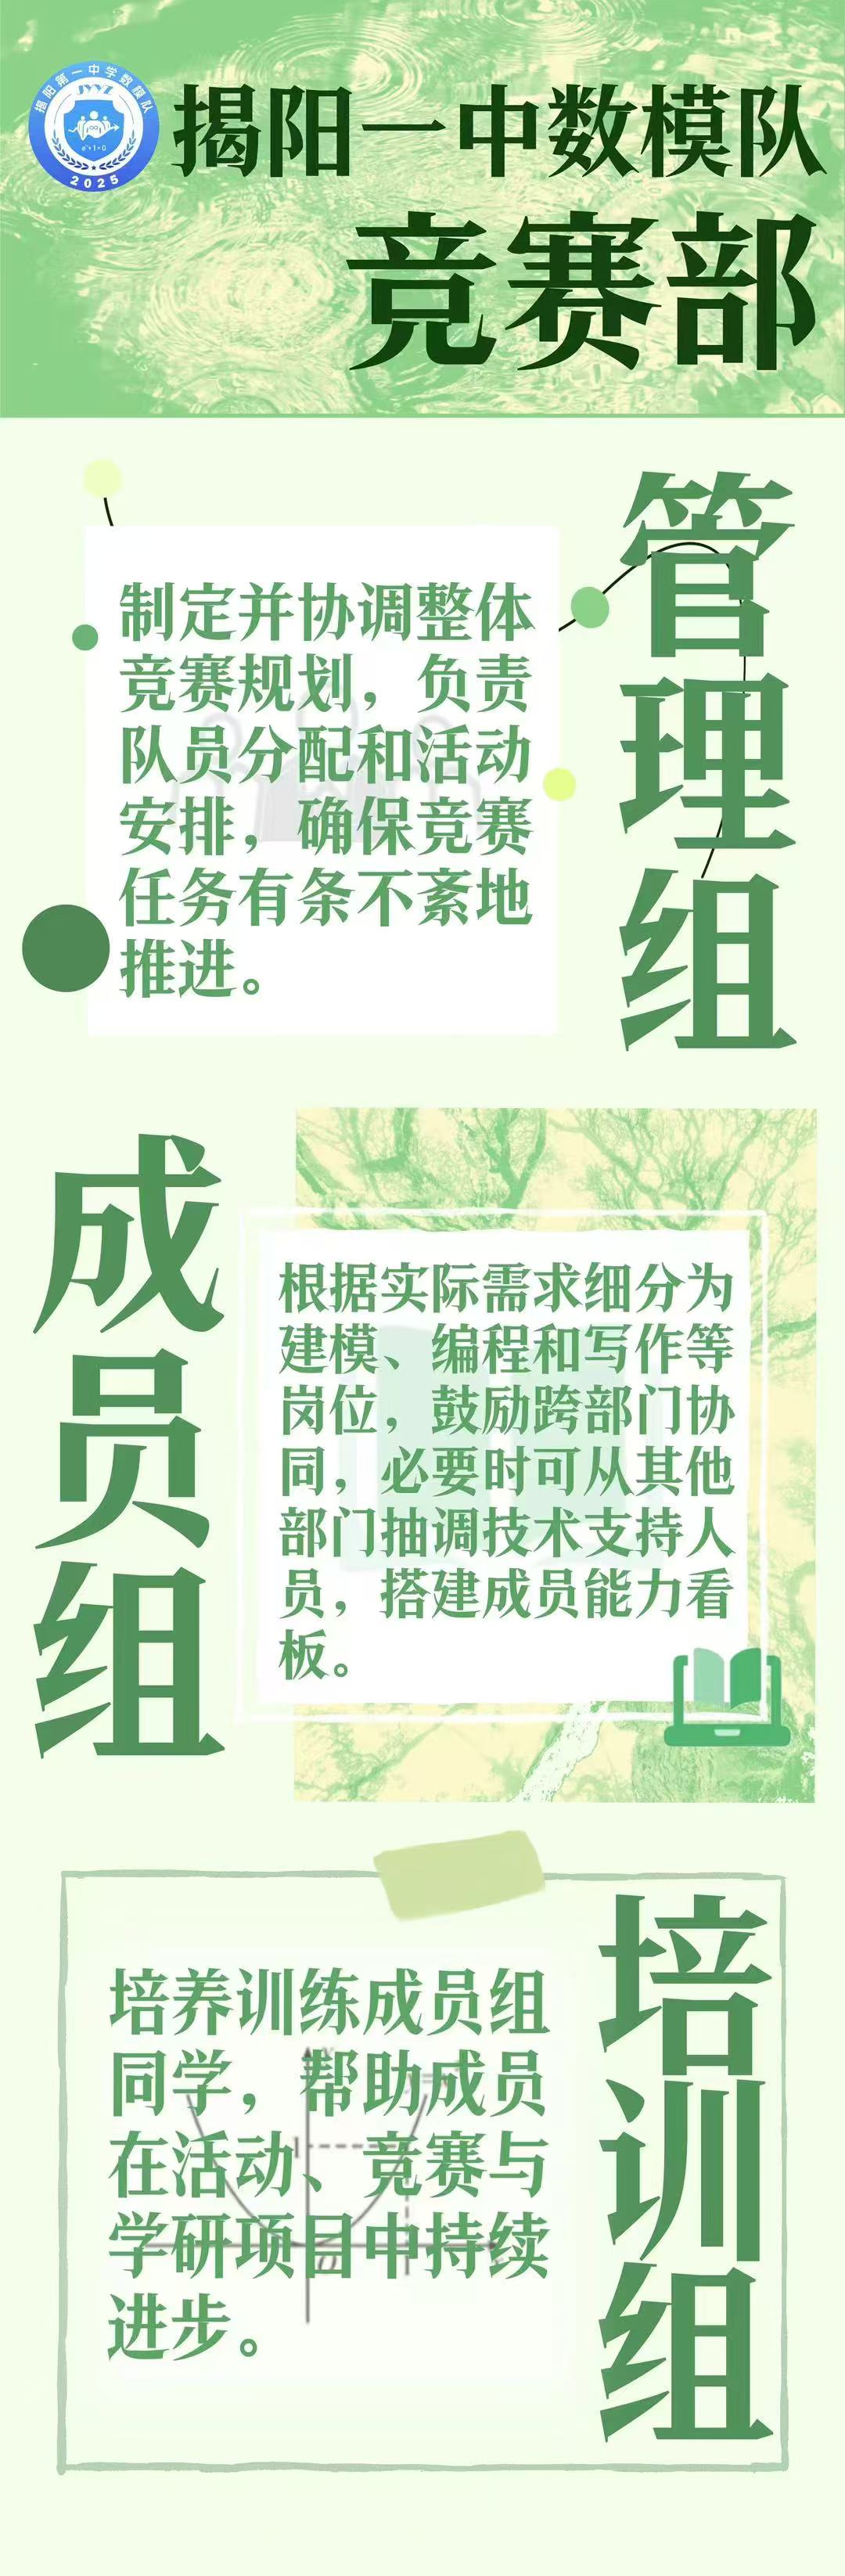 揭阳第一中学数模队
JYYZ
2025
揭阳一中数模队
竞赛部
管理组
制定并协调整体
竞赛规划，负责
队员分配和活动
安排，确保竞赛
任务有条不紊地
推进。
成员组
根据实际需求细分为
建模、编程和写作等
岗位，鼓励跨部门协
同，必要时可从其他
部门抽调技术支持人
员，搭建成员能力看
板。
培训组
培养训练成员组
同学，帮助成员
在活动、竞赛与
学研项目中持续
进步。